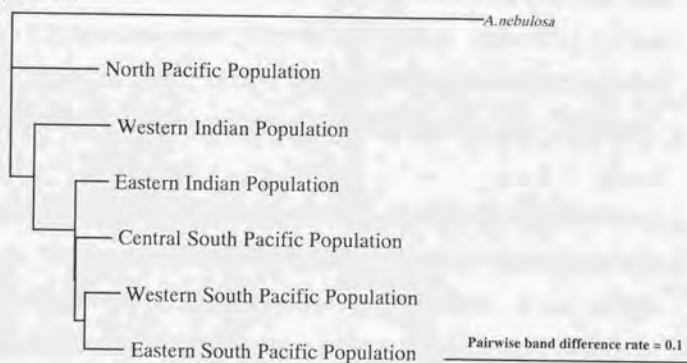 A.nebulosa
North Pacific Population
Western Indian Population
Eastern Indian Population
Central South Pacific Population
Western South Pacific Population
Eastern South Pacific Population
Pairwise band difference rate = 0.1